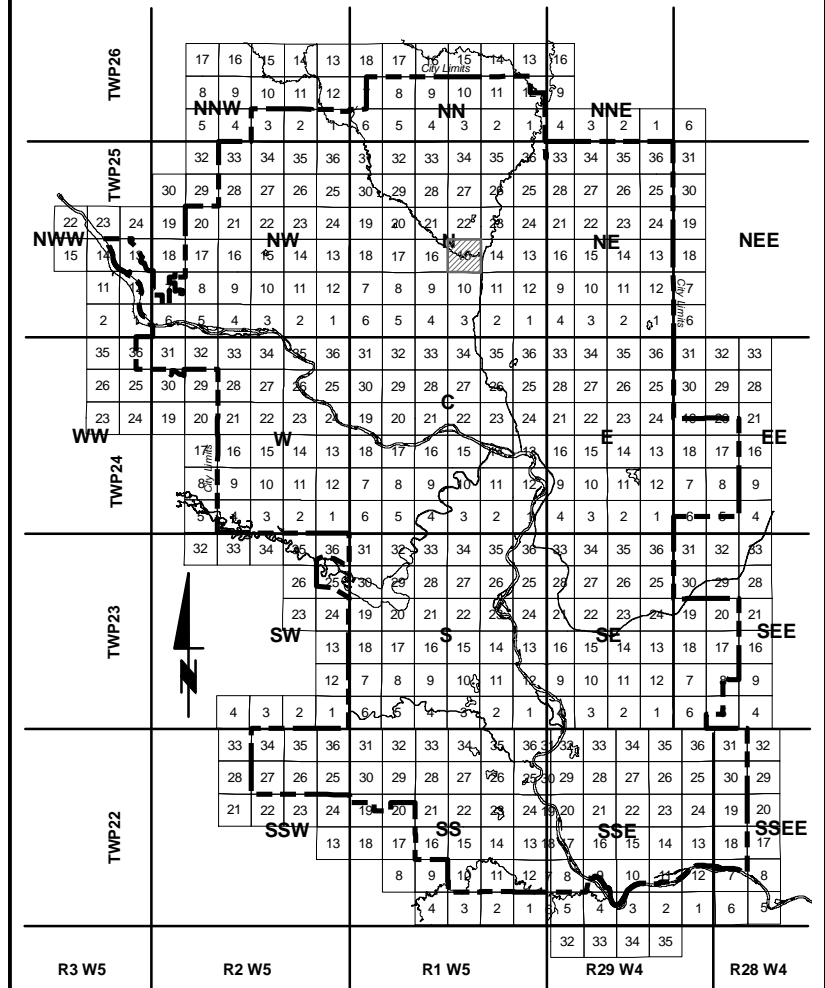 TWP26
17 16 15 14 13 18 17 16 15 14 13 16
City Limits
8 9 10 11 12 8 9 10 11 12 9
NNW NN NNE
5 4 3 2 1 6 5 4 3 2 1 4 3 2 1 6
TWP25
32 33 34 35 36 31 32 33 34 35 36 33 34 35 36 31
30 29 28 27 26 25 30 29 28 27 26 25 28 27 26 25 30
22 23 24 19 20 21 22 23 24 19 20 21 22 23 24 21 22 23 24 19
NWW NW N NE NEE
15 14 13 18 17 16 15 14 13 18 17 16 15 14 13 16 15 14 13 18
11 12 8 9 10 11 12 7 8 9 10 11 12 9 10 11 12 7
City Limits
2 1 6 5 4 3 2 1 6 5 4 3 2 1 4 3 2 1 6
TWP24
35 36 31 32 33 34 35 36 31 32 33 34 35 36 33 34 35 36 31 32 33
26 25 30 29 28 27 26 25 30 29 28 27 26 25 28 27 26 25 30 29 28
C
23 24 19 20 21 22 23 24 19 20 21 22 23 24 21 22 23 24 19 20 21
WW W E EE
17 16 15 14 13 18 17 16 15 14 13 16 15 14 13 18 17 16
City Limits
8 9 10 11 12 7 8 9 10 11 12 9 10 11 12 7 8 9
5 4 3 2 1 6 5 4 3 2 1 4 3 2 1 6 5 4
TWP23
32 33 34 35 36 31 32 33 34 35 36 33 34 35 36 31 32 33
26 25 30 29 28 27 26 25 28 27 26 25 30 29 28
23 24 19 20 21 22 23 24 21 22 23 24 19 20 21
SW S SE SEE
13 18 17 16 15 14 13 16 15 14 13 18 17 16
N
12 7 8 9 10 11 12 9 10 11 12 7 8 9
4 3 2 1 6 5 4 3 2 1 3 2 1 6 4
TWP22
33 34 35 36 31 32 33 34 35 36 31 32 33 34 35 36 31 32
28 27 26 25 30 29 28 27 26 25 30 29 28 27 26 25 30 29
21 22 23 24 19 20 21 22 23 24 19 20 21 22 23 24 19 20
SSW SS SSE SSEE
13 18 17 16 15 14 13 18 17 16 15 14 13 18 17
8 9 10 11 12 7 8 9 10 11 12 7 8
4 3 2 1 6 5 4 3 2 1 6 5
32 33 34 35
R3 W5 R2 W5 R1 W5 R29 W4 R28 W4